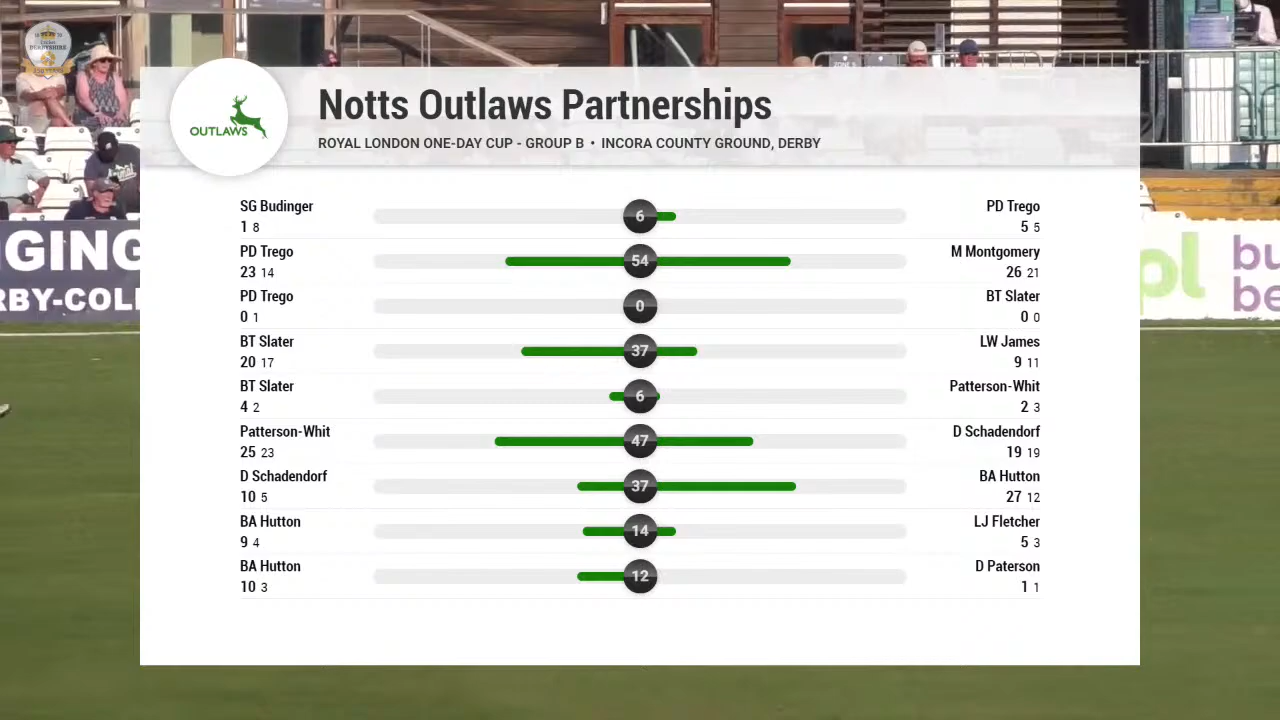 DERBYSHIRE
Notts Outlaws Partnerships
OUTLAWS
ROYAL LONDON ONE-DAY CUP - GROUP B • INCORA COUNTY GROUND, DERBY
SG Budinger 6 PD Trego
1 8 5 5
PD Trego 54 M Montgomery
23 14 26 21
PD Trego 0 BT Slater
0 1 0 0
BT Slater 37 LW James
20 17 9 11
BT Slater 6 Patterson-Whit
4 2 2 3
Patterson-Whit 47 D Schadendorf
25 23 19 19
D Schadendorf 37 BA Hutton
10 5 27 12
BA Hutton 14 LJ Fletcher
9 4 5 3
BA Hutton 12 D Paterson
10 3 1 1
Animal
GING
RBY-COL
pl
bu
be